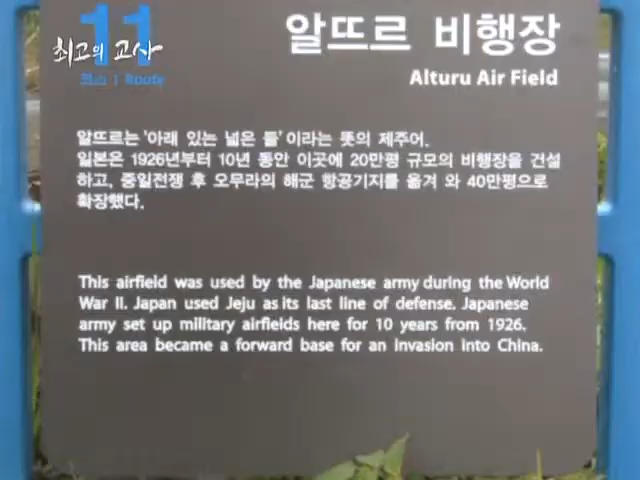 11
최고의 교사
코스 | Route
알뜨르 비행장
Alturu Air Field
알뜨르는 '아래 있는 넓은 들' 이라는 뜻의 제주어.
일본은 1926년부터 10년 동안 이곳에 20만평 규모의 비행장을 건설
하고, 중일전쟁 후 오무라의 해군 항공기지를 옮겨 와 40만평으로
확장했다.
This airfield was used by the Japanese army during the World
War II. Japan used Jeju as its last line of defense. Japanese
army set up military airfields here for 10 years from 1926.
This area became a forward base for an invasion into China.